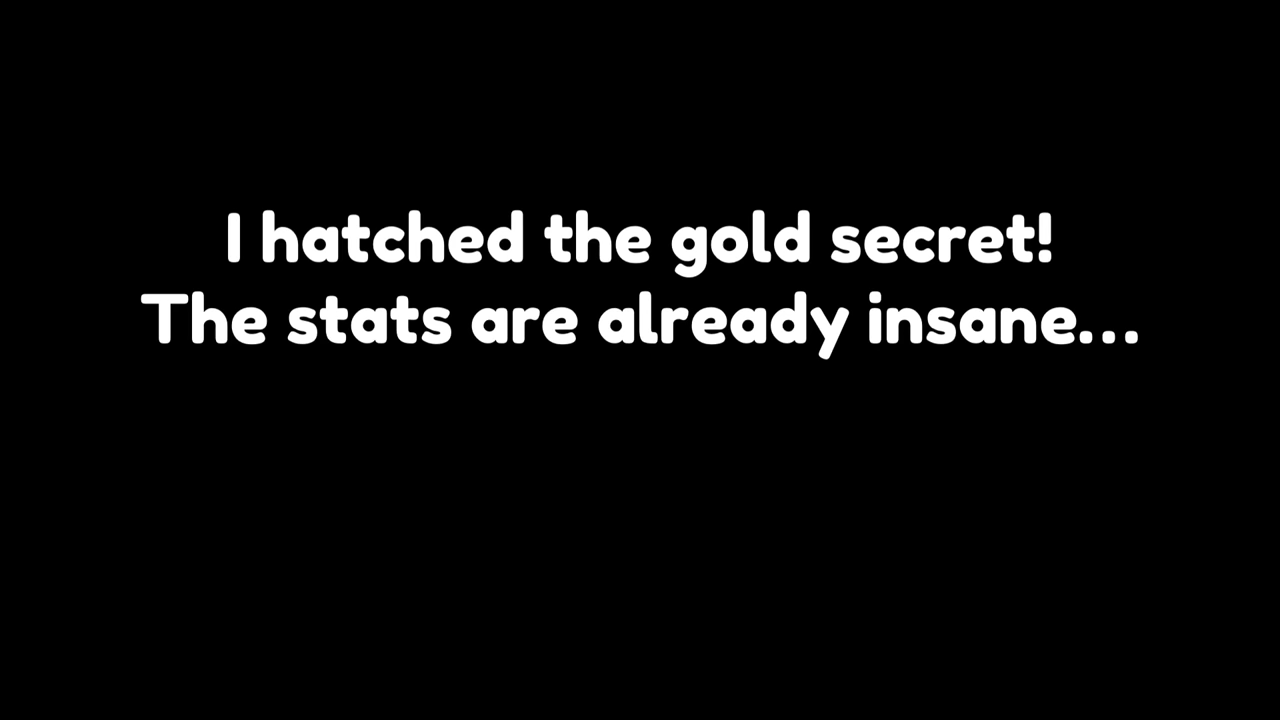 I hatched the gold secret!
The stats are already insane...